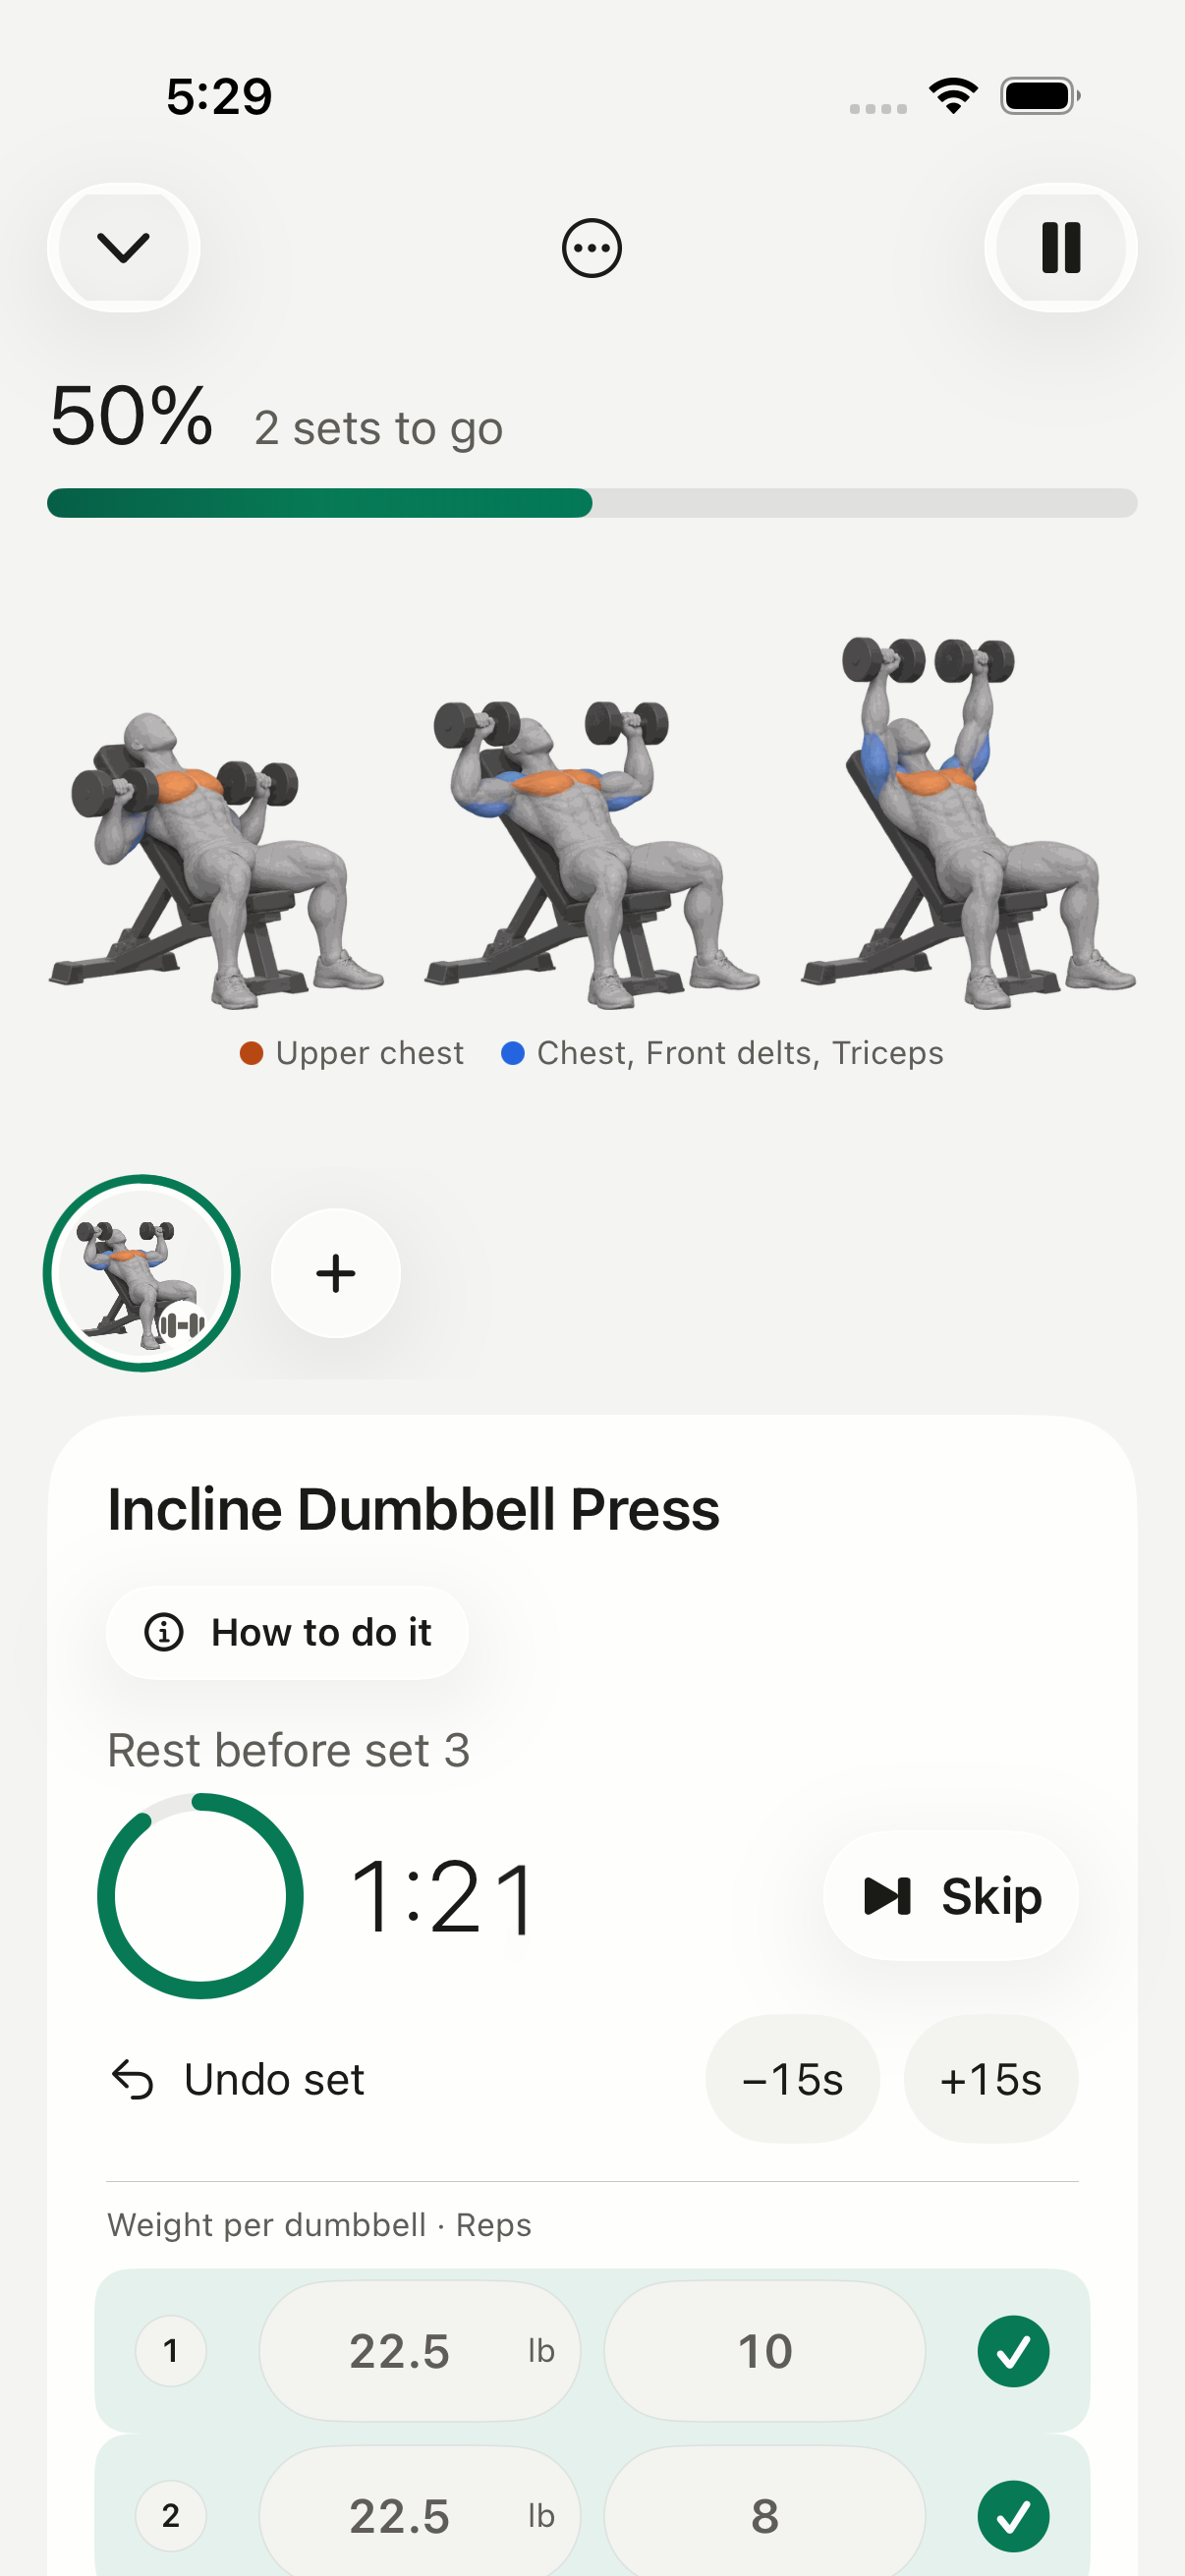 5:29
50% 2 sets to go
Upper chest Chest, Front delts, Triceps
Incline Dumbbell Press
How to do it
Rest before set 3
1:21 Skip
Undo set −15s +15s
Weight per dumbbell · Reps
1 22.5 lb 10
2 22.5 lb 8